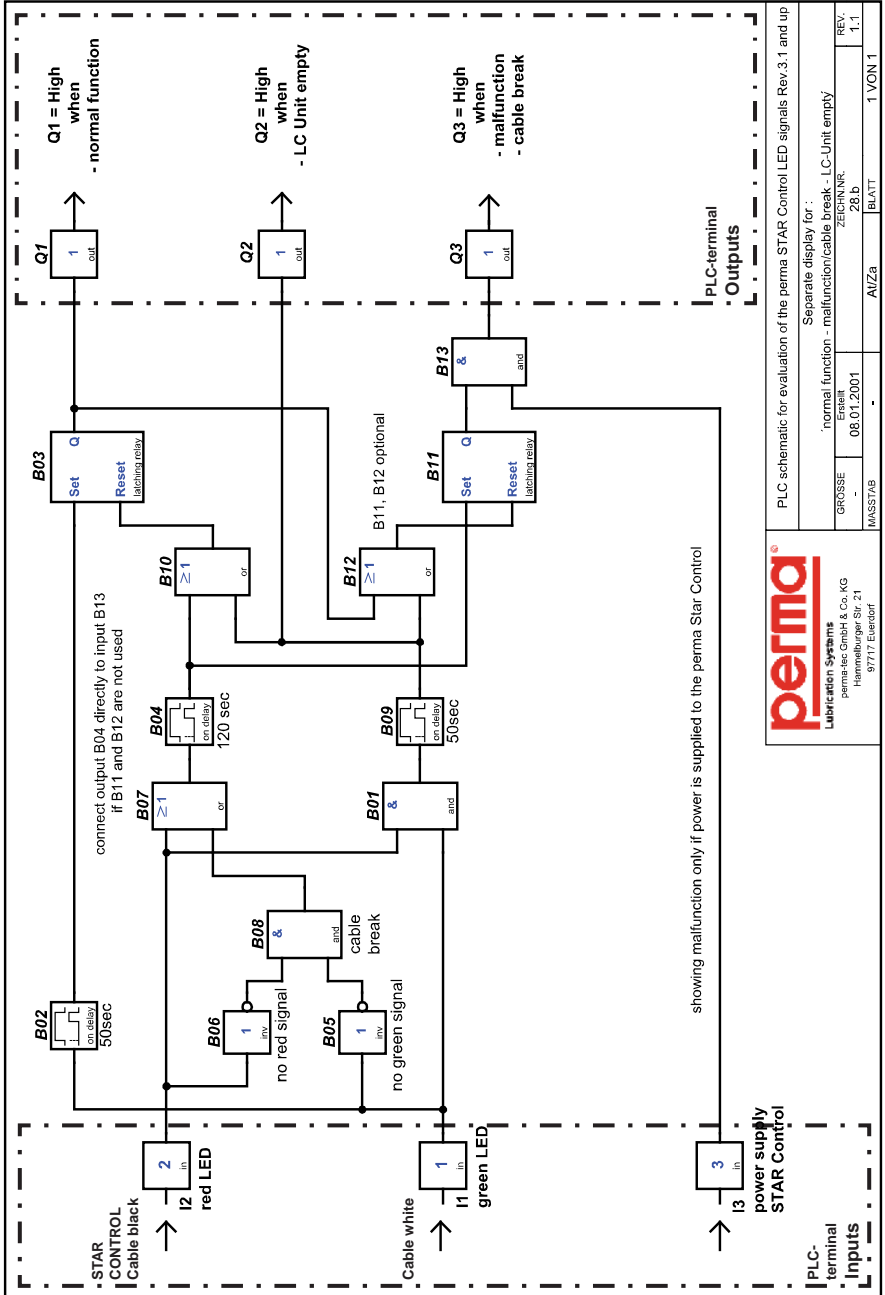 STAR
CONTROL
Cable black
2
in
I2
red LED
Cable white
1
in
I1
green LED
3
in
I3
power supply
STAR Control
PLC-
terminal
Inputs
B02
on delay
50sec
B06
1
inv
no red signal
B05
1
inv
no green signal
B08
&
and
cable
break
connect output B04 directly to input B13
if B11 and B12 are not used
B07
≥1
or
B04
on delay
120 sec
B01
&
and
B09
on delay
50sec
B10
≥1
or
B12
≥1
or
B11, B12 optional
B03
Set
Q
Reset
latching relay
B11
Set
Q
Reset
latching relay
B13
&
and
showing malfunction only if power is supplied to the perma Star Control
Q1
1
out
Q1 = High
when
- normal function
Q2
1
out
Q2 = High
when
- LC Unit empty
Q3
1
out
Q3 = High
when
- malfunction
- cable break
PLC-terminal
Outputs
perma®
Lubrication Systems
perma-tec GmbH & Co. KG
Hammelburger Str. 21
97717 Euerdorf
PLC schematic for evaluation of the perma STAR Control LED signals Rev.3.1 and up
Separate display for :
´normal function - malfunction/cable break - LC-Unit empty
GRÖSSE
-
Erstellt
08.01.2001
ZEICHN.NR.
28.b
REV.
1.1
MASSTAB
-
Al/Za
BLATT
1 VON 1